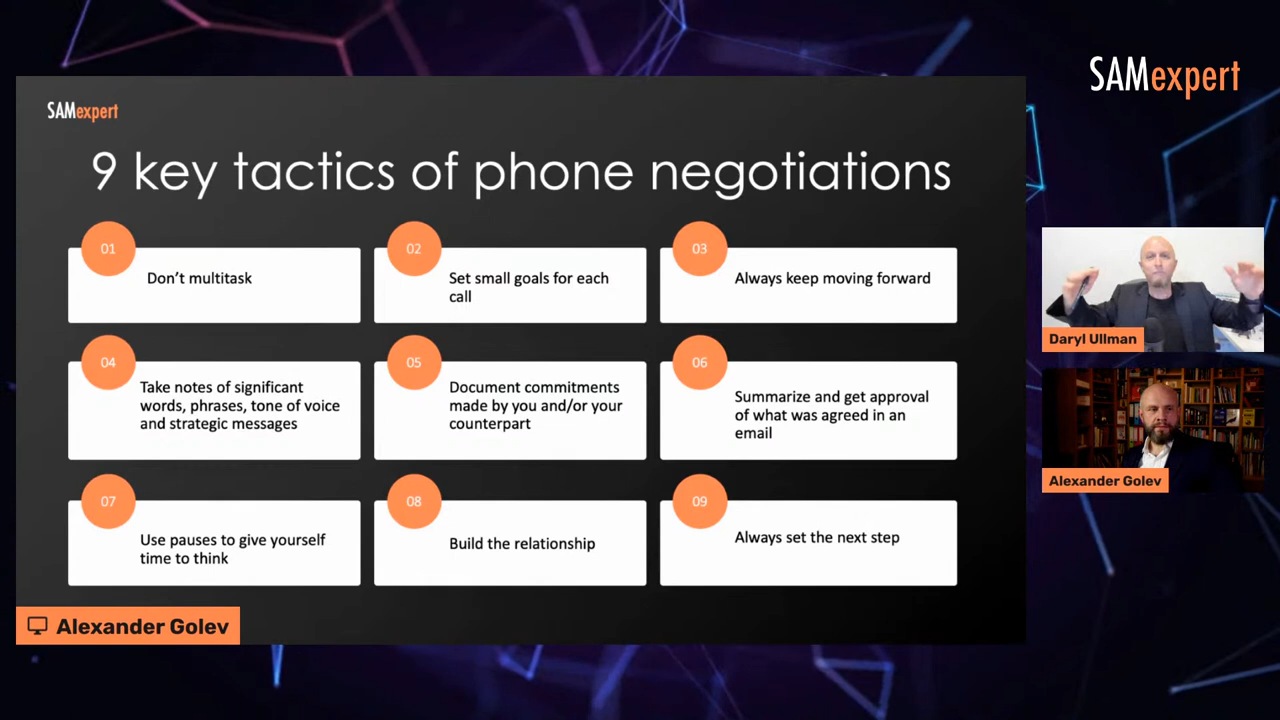 SAMexpert
SAMexpert
9 key tactics of phone negotiations
01
Don't multitask
02
Set small goals for each
call
03
Always keep moving forward
04
Take notes of significant
words, phrases, tone of voice
and strategic messages
05
Document commitments
made by you and/or your
counterpart
06
Summarize and get approval
of what was agreed in an
email
07
Use pauses to give yourself
time to think
08
Build the relationship
09
Always set the next step
Daryl Ullman
Alexander Golev
Alexander Golev